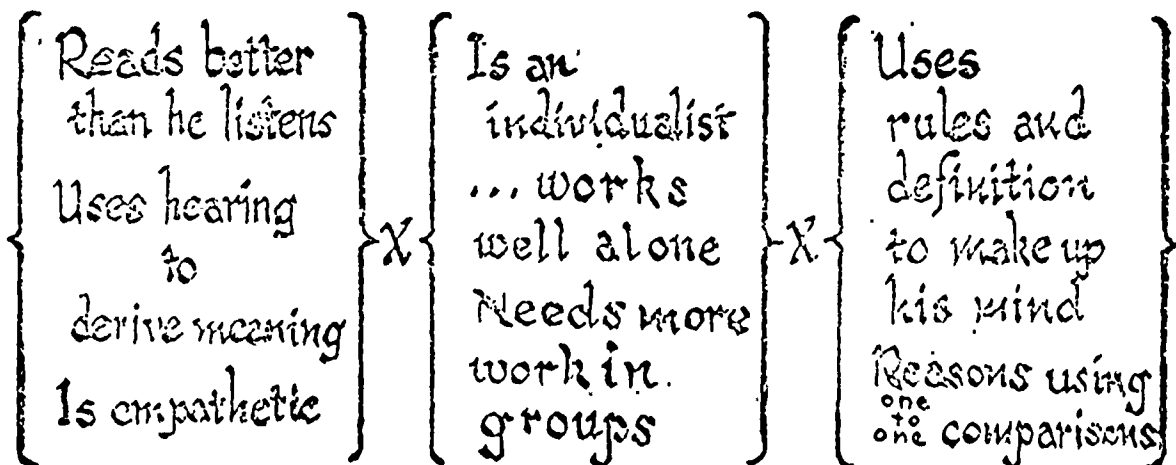 Reads better
than he listens
Uses hearing
to
derive meaning
Is empathetic
X
Is an
individualist
...works
well alone
Needs more
work in
groups
X
Uses
rules and
definition
to make up
his mind
Reasons using
one
to
one comparisons